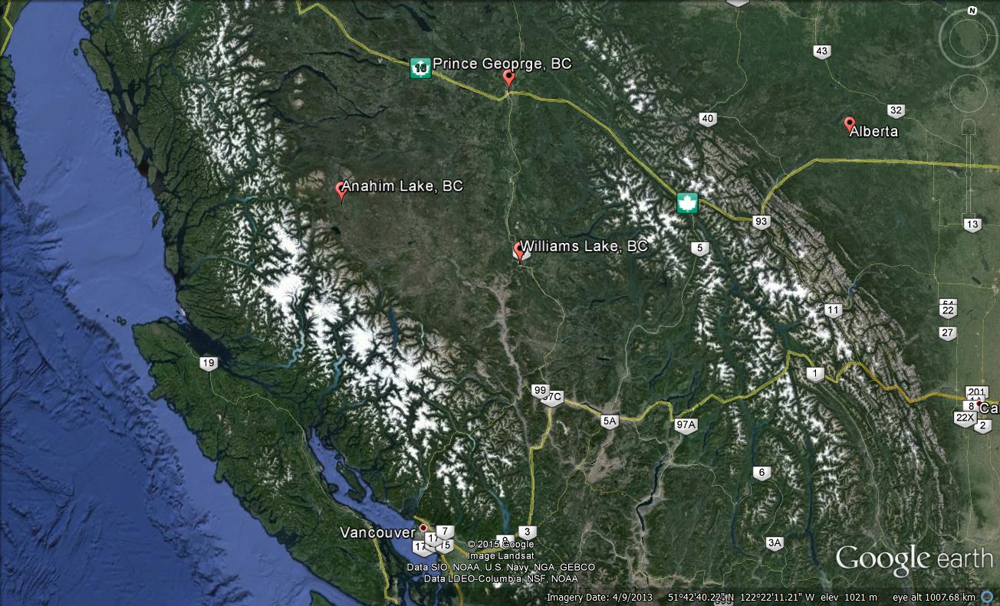 N
43
16
Prince Geoprge, BC
32
40
Alberta
Anahim Lake, BC
93
13
5
Williams Lake, BC
11
54
22
27
19
1
99
97C
201
1A
8
22X
2
5A
97A
6
Vancouver
7
17
17
15
3
3A
© 2015 Google
Image Landsat
Data SIO, NOAA, U.S. Navy, NGA, GEBCO
Data LDEO-Columbia, NSF, NOAA
Google earth
Imagery Date: 4/9/2013 51°42'40.22" N 122°22'11.21" W elev 1021 m eye alt 1007.68 km